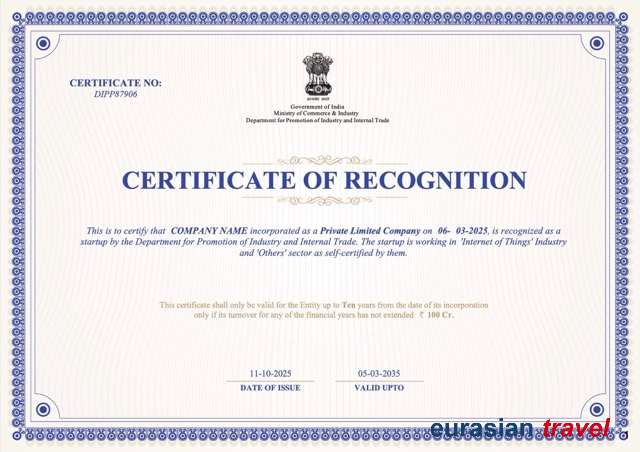 CERTIFICATE NO:
DIPP87906
सत्यमेव जयते
Government of India
Ministry of Commerce & Industry
Department for Promotion of Industry and Internal Trade
CERTIFICATE OF RECOGNITION
This is to certify that COMPANY NAME incorporated as a Private Limited Company on 06- 03-2025, is recognized as a
startup by the Department for Promotion of Industry and Internal Trade. The startup is working in 'Internet of Things' Industry
and 'Others' sector as self-certified by them.
This certificate shall only be valid for the Entity up to Ten years from the date of its incorporation
only if its turnover for any of the financial years has not extended ₹ 100 Cr.
11-10-2025
05-03-2035
DATE OF ISSUE
VALID UPTO
eurasian travel